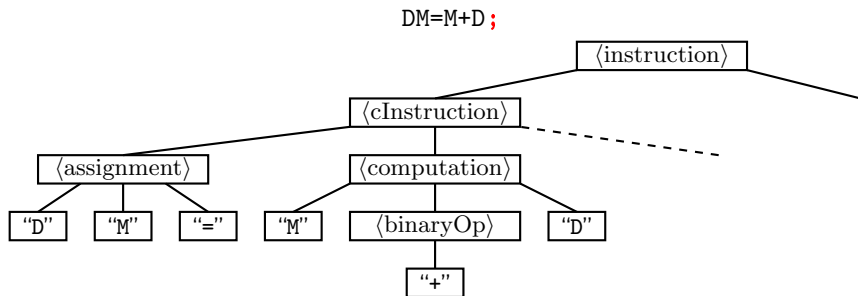 DM=M+D;
⟨instruction⟩
⟨cInstruction⟩
⟨assignment⟩ ⟨computation⟩
“D” “M” “=” “M” ⟨binaryOp⟩ “D”
“+”